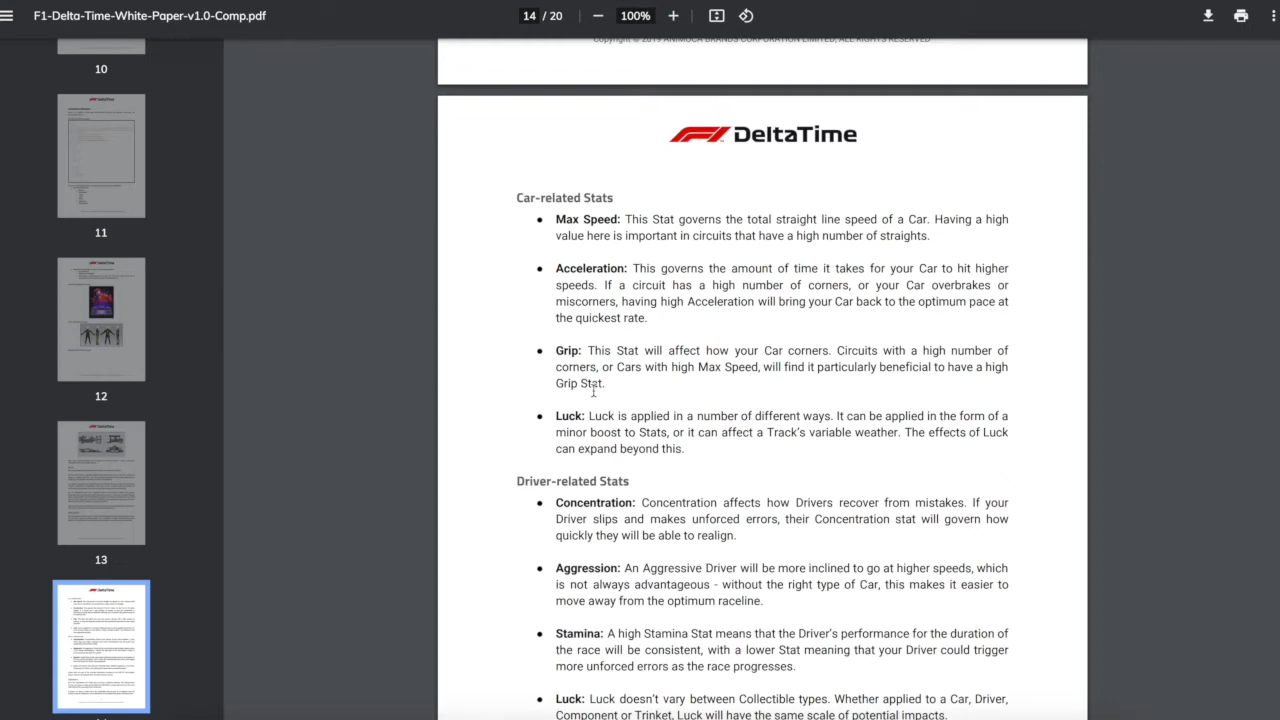 F1-Delta-Time-White-Paper-v1.0-Comp.pdf
14 / 20
100%
10
11
12
13
Copyright © 2019 ANIMOCA BRANDS CORPORATION LIMITED, ALL RIGHTS RESERVED
F1 DeltaTime
Car-related Stats
● Max Speed: This Stat governs the total straight line speed of a Car. Having a high
value here is important in circuits that have a high number of straights.
● Acceleration: This governs the amount of time it takes for your Car to hit higher
speeds. If a circuit has a high number of corners, or your Car overbrakes or
miscorners, having high Acceleration will bring your Car back to the optimum pace at
the quickest rate.
● Grip: This Stat will affect how your Car corners. Circuits with a high number of
corners, or Cars with high Max Speed, will find it particularly beneficial to have a high
Grip Stat.
● Luck: Luck is applied in a number of different ways. It can be applied in the form of a
minor boost to Stats, or it can affect a Track's variable weather. The effects of Luck
can expand beyond this.
Driver-related Stats
● Concentration: Concentration affects how Drivers recover from mistakes. If your
Driver slips and makes unforced errors, their Concentration stat will govern how
quickly they will be able to realign.
● Aggression: An Aggressive Driver will be more inclined to go at higher speeds, which
is not always advantageous - without the right type of Car, this makes it easier to
move away from the optimum raceline.
● Stamina: A high Stamina Stat means that the Driver's performance for the duration of
the race will be consistent, with a lower Stat meaning that your Driver could trigger
more unforced errors as the race progresses.
● Luck: Luck doesn't vary between Collectible types. Whether applied to a Car, Driver,
Component or Trinket, Luck will have the same scale of potential impacts.